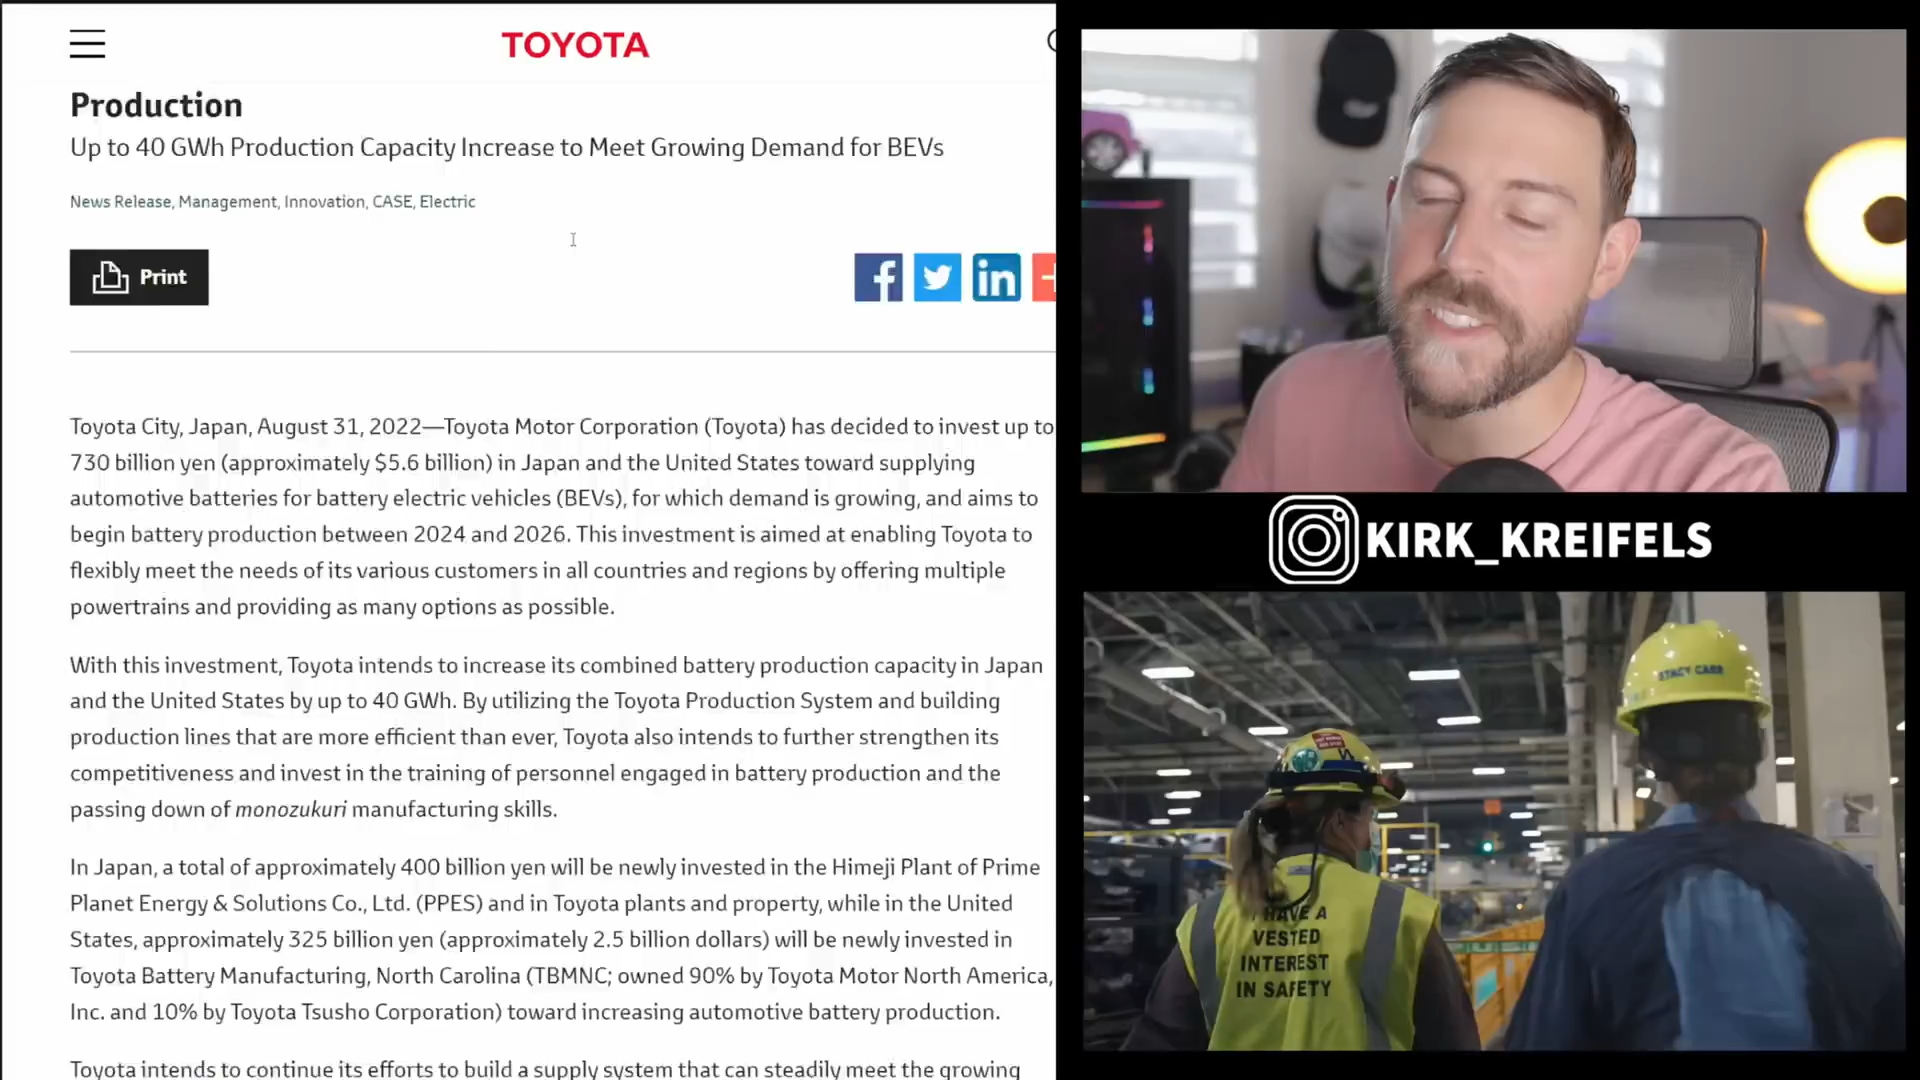 TOYOTA
Production
Up to 40 GWh Production Capacity Increase to Meet Growing Demand for BEVs
News Release, Management, Innovation, CASE, Electric
Print
Toyota City, Japan, August 31, 2022—Toyota Motor Corporation (Toyota) has decided to invest up to
730 billion yen (approximately $5.6 billion) in Japan and the United States toward supplying
automotive batteries for battery electric vehicles (BEVs), for which demand is growing, and aims to
begin battery production between 2024 and 2026. This investment is aimed at enabling Toyota to
flexibly meet the needs of its various customers in all countries and regions by offering multiple
powertrains and providing as many options as possible.
With this investment, Toyota intends to increase its combined battery production capacity in Japan
and the United States by up to 40 GWh. By utilizing the Toyota Production System and building
production lines that are more efficient than ever, Toyota also intends to further strengthen its
competitiveness and invest in the training of personnel engaged in battery production and the
passing down of monozukuri manufacturing skills.
In Japan, a total of approximately 400 billion yen will be newly invested in the Himeji Plant of Prime
Planet Energy & Solutions Co., Ltd. (PPES) and in Toyota plants and property, while in the United
States, approximately 325 billion yen (approximately 2.5 billion dollars) will be newly invested in
Toyota Battery Manufacturing, North Carolina (TBMNC; owned 90% by Toyota Motor North America,
Inc. and 10% by Toyota Tsusho Corporation) toward increasing automotive battery production.
Toyota intends to continue its efforts to build a supply system that can steadily meet the growing
KIRK_KREIFELS
STACY CARR
I HAVE A
VESTED
INTEREST
IN SAFETY